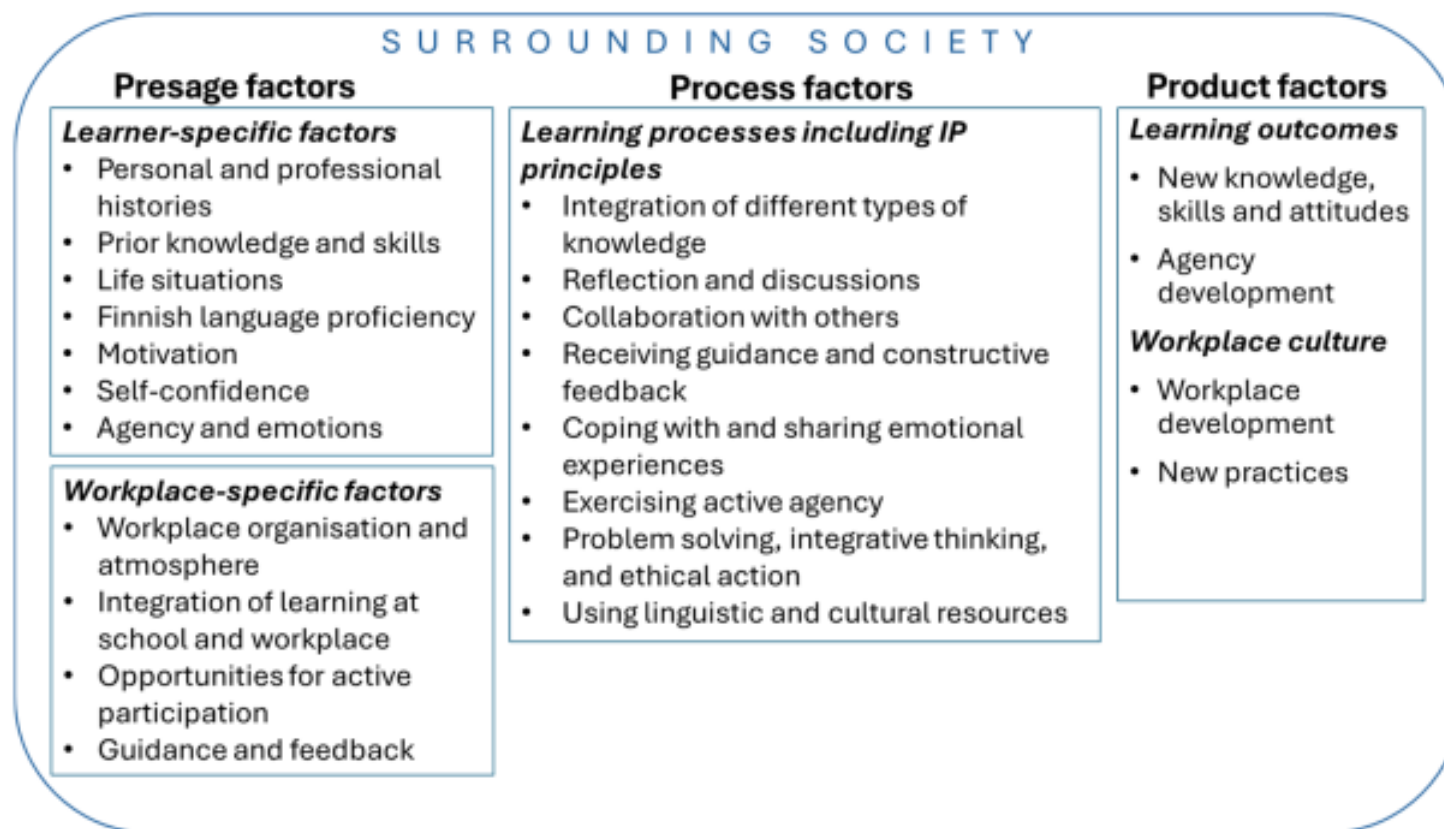 SURROUNDING SOCIETY
Presage factors
Learner-specific factors
• Personal and professional
histories
• Prior knowledge and skills
• Life situations
• Finnish language proficiency
• Motivation
• Self-confidence
• Agency and emotions
Workplace-specific factors
• Workplace organisation and
atmosphere
• Integration of learning at
school and workplace
• Opportunities for active
participation
• Guidance and feedback
Process factors
Learning processes including IP
principles
• Integration of different types of
knowledge
• Reflection and discussions
• Collaboration with others
• Receiving guidance and constructive
feedback
• Coping with and sharing emotional
experiences
• Exercising active agency
• Problem solving, integrative thinking,
and ethical action
• Using linguistic and cultural resources
Product factors
Learning outcomes
• New knowledge,
skills and attitudes
• Agency
development
Workplace culture
• Workplace
development
• New practices